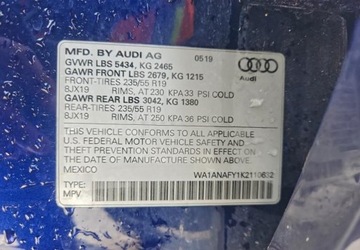 MFD. BY AUDI AG 0519
GVWR LBS 5434, KG 2465
GAWR FRONT LBS 2679, KG 1215
FRONT-TIRES 235/55 R19
8JX19 RIMS, AT 230 KPA33 PSI COLD
GAWR REAR LBS 3042, KG 1380
REAR-TIRES 235/55 R19
8JX19 RIMS, AT 250 KPA 36 PSI COLD
Audi
THIS VEHICLE CONFORMS TO ALL APPLICABLE
U.S. FEDERAL MOTOR VEHICLE SAFETY AND
THEFT PREVENTION STANDARDS IN EFFECT ON
THE DATE OF MANUFACTURE SHOWN ABOVE.
MEXICO
WA1ANAFY1K2110632
TYPE:
MPV